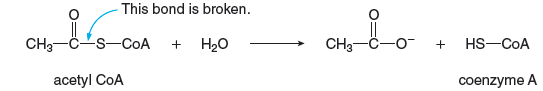 This bond is broken.
O
O
CH₃—C—S—CoA + H₂O ⟶ CH₃—C—O⁻ + HS—CoA
acetyl CoA
coenzyme A